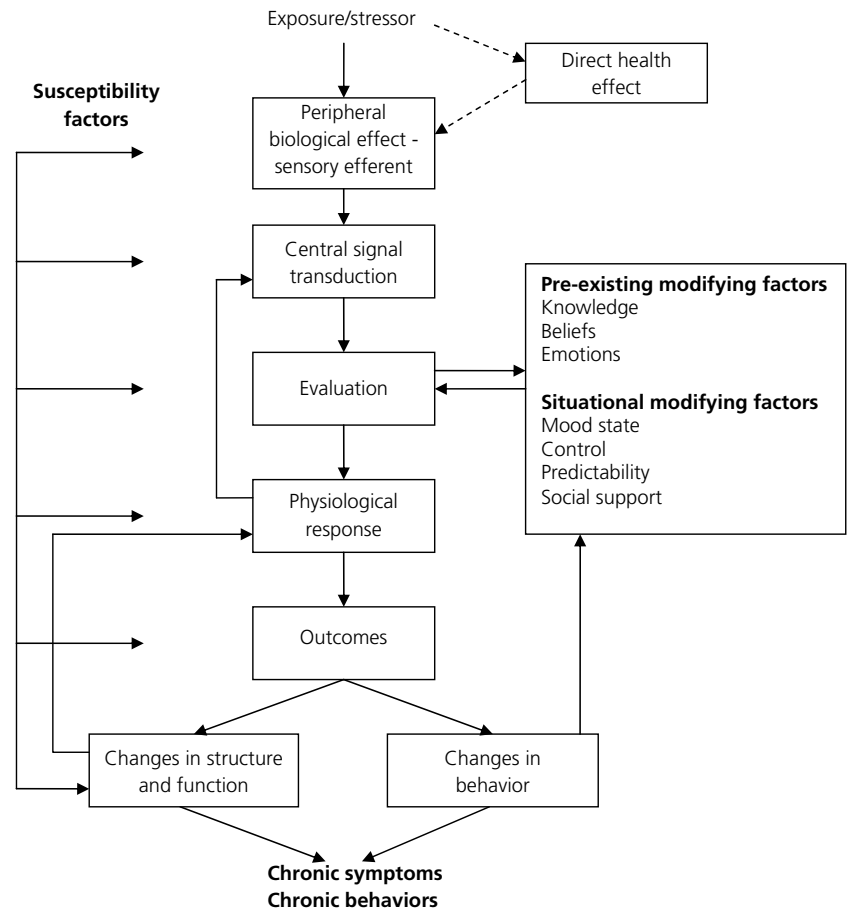 Exposure/stressor
Direct health
effect
Susceptibility
factors
Peripheral
biological effect -
sensory efferent
Central signal
transduction
Pre-existing modifying factors
Knowledge
Beliefs
Emotions
Evaluation
Situational modifying factors
Mood state
Control
Predictability
Social support
Physiological
response
Outcomes
Changes in structure
and function
Changes in
behavior
Chronic symptoms
Chronic behaviors